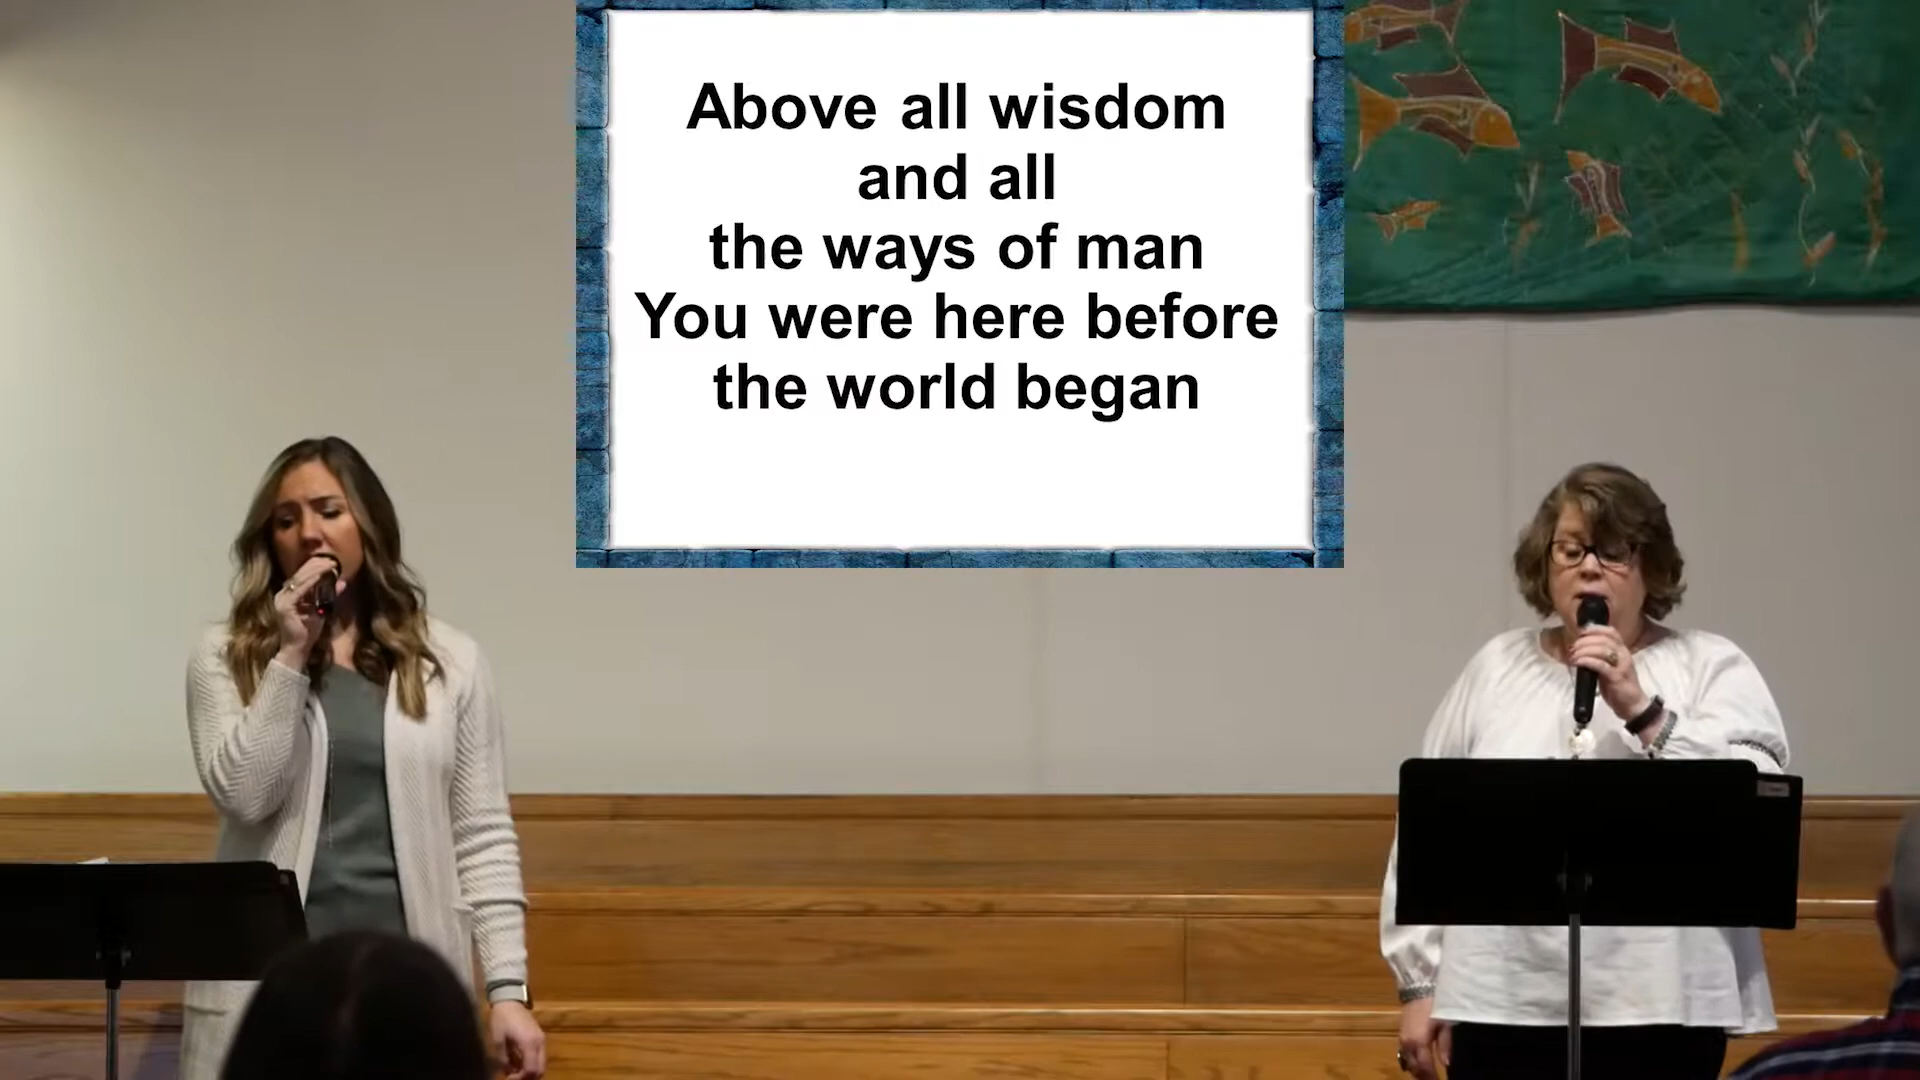 Above all wisdom
and all
the ways of man
You were here before
the world began